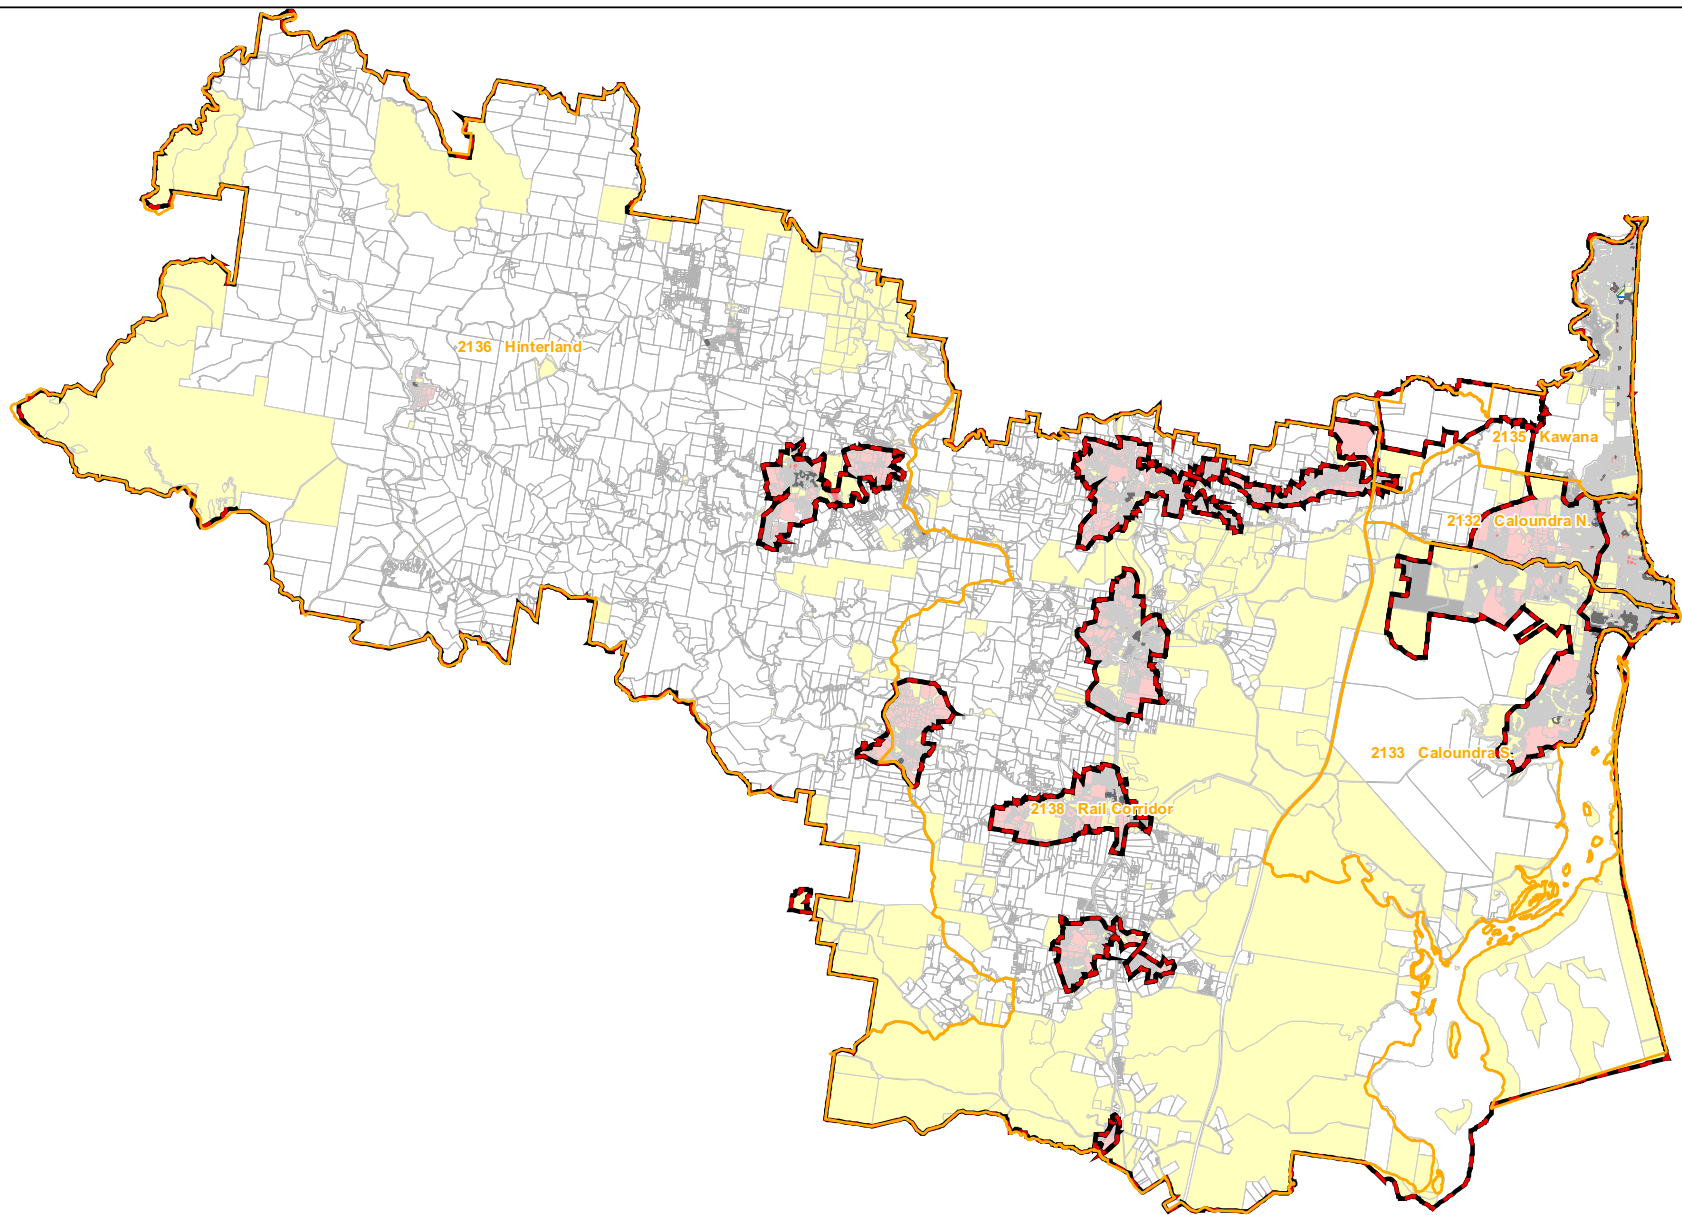 2136 Hinterland
2135 Kawana
2132 Caloundra N.
2133 Caloundra S.
2138 Rail Corridor